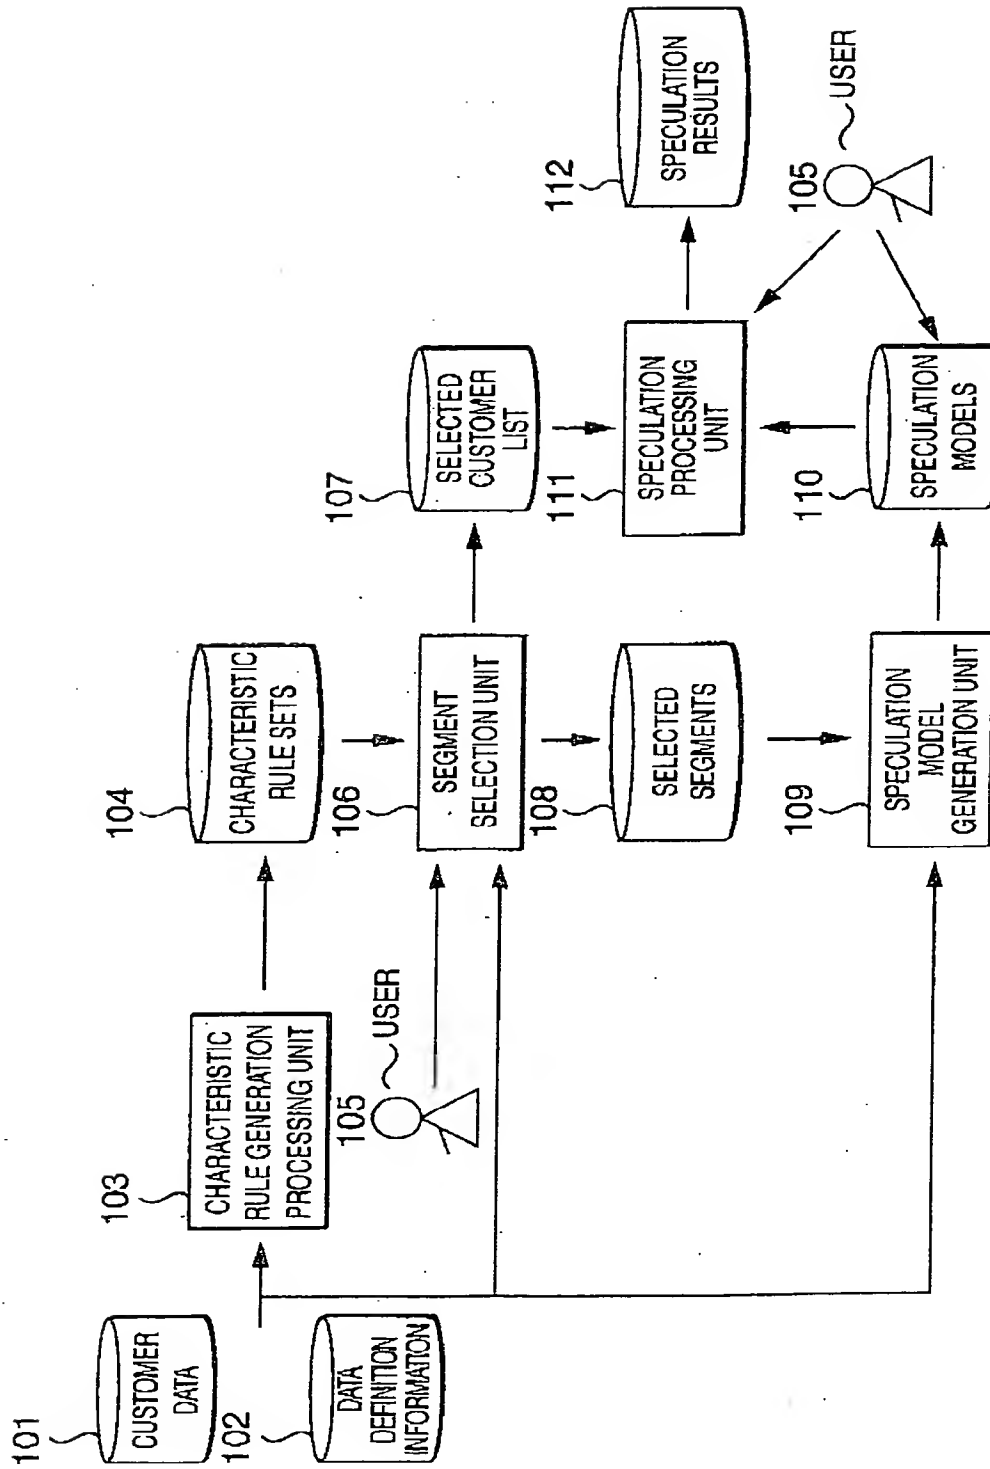 101
CUSTOMER
DATA
102
DATA
DEFINITION
INFORMATION
103
CHARACTERISTIC
RULE GENERATION
PROCESSING UNIT
104
CHARACTERISTIC
RULE SETS
105
USER
106
SEGMENT
SELECTION UNIT
107
SELECTED
CUSTOMER
LIST
108
SELECTED
SEGMENTS
109
SPECULATION
MODEL
GENERATION UNIT
110
SPECULATION
MODELS
111
SPECULATION
PROCESSING
UNIT
112
SPECULATION
RESULTS
105
USER